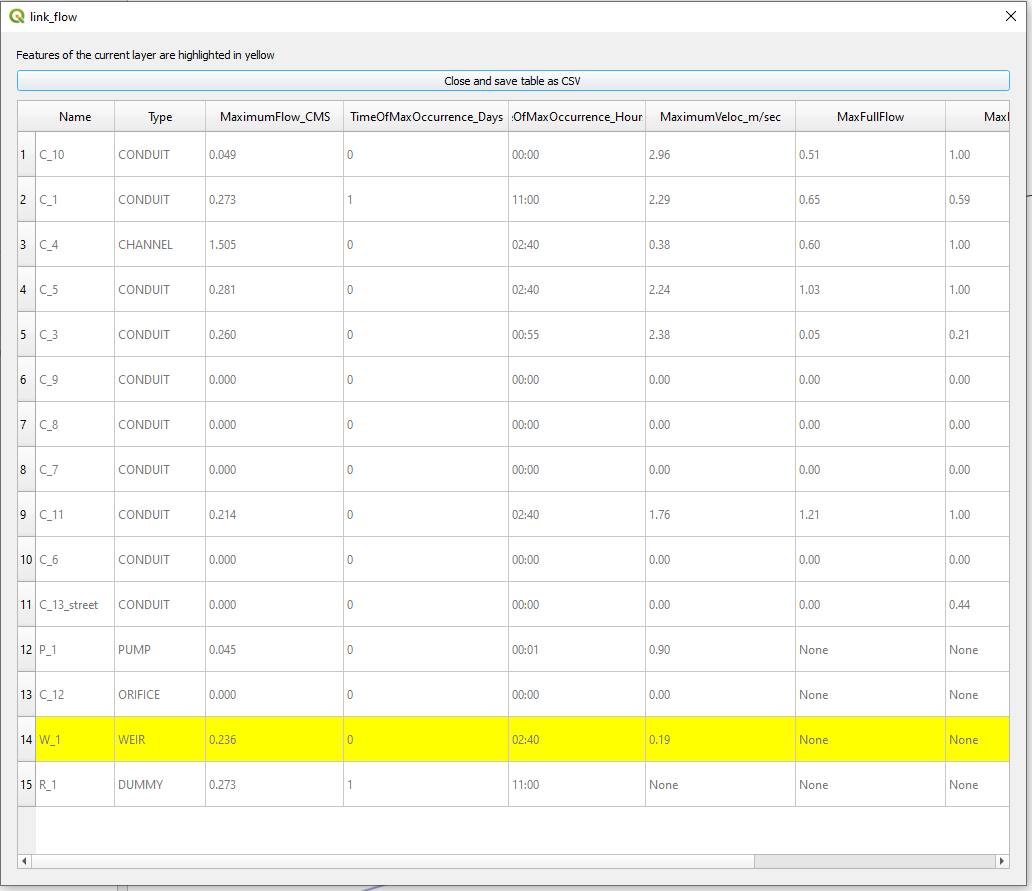 link_flow
Features of the current layer are highlighted in yellow
Close and save table as CSV
Name Type MaximumFlow_CMS TimeOfMaxOccurrence_Days :OfMaxOccurrence_Hour MaximumVeloc_m/sec MaxFullFlow
1 C_10 CONDUIT 0.049 0 00:00 2.96 0.51 1.00
2 C_1 CONDUIT 0.273 1 11:00 2.29 0.65 0.59
3 C_4 CHANNEL 1.505 0 02:40 0.38 0.60 1.00
4 C_5 CONDUIT 0.281 0 02:40 2.24 1.03 1.00
5 C_3 CONDUIT 0.260 0 00:55 2.38 0.05 0.21
6 C_9 CONDUIT 0.000 0 00:00 0.00 0.00 0.00
7 C_8 CONDUIT 0.000 0 00:00 0.00 0.00 0.00
8 C_7 CONDUIT 0.000 0 00:00 0.00 0.00 0.00
9 C_11 CONDUIT 0.214 0 02:40 1.76 1.21 1.00
10 C_6 CONDUIT 0.000 0 00:00 0.00 0.00 0.00
11 C_13_street CONDUIT 0.000 0 00:00 0.00 0.00 0.44
12 P_1 PUMP 0.045 0 00:01 0.90 None None
13 C_12 ORIFICE 0.000 0 00:00 0.00 None None
14 W_1 WEIR 0.236 0 02:40 0.19 None None
15 R_1 DUMMY 0.273 1 11:00 None None None